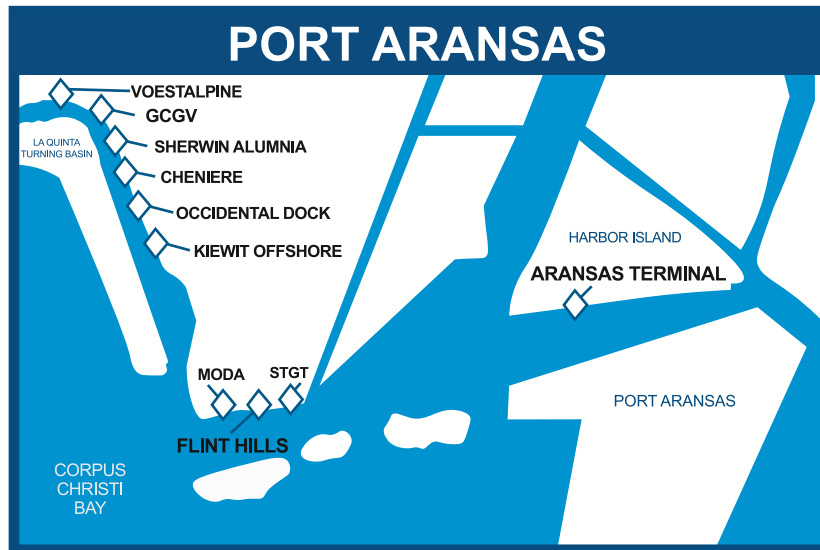 PORT ARANSAS
VOESTALPINE
GCGV
SHERWIN ALUMNIA
LA QUINTA
TURNING BASIN
CHENIERE
OCCIDENTAL DOCK
KIEWIT OFFSHORE
HARBOR ISLAND
ARANSAS TERMINAL
MODA
STGT
FLINT HILLS
PORT ARANSAS
CORPUS
CHRISTI
BAY